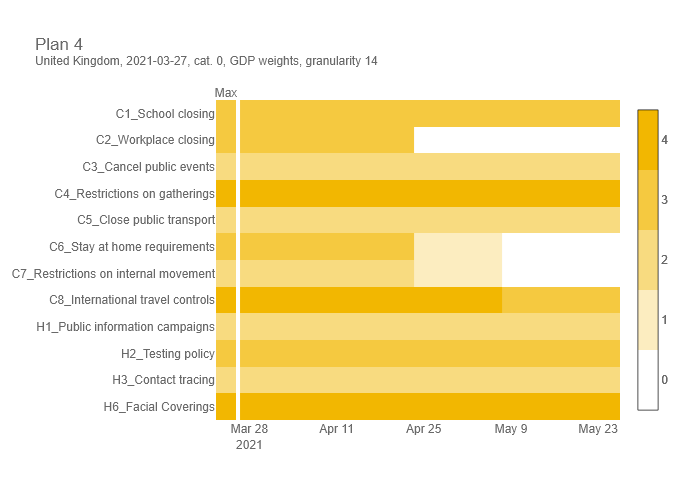 Plan 4
United Kingdom, 2021-03-27, cat. 0, GDP weights, granularity 14
Max
C1_School closing
C2_Workplace closing
C3_Cancel public events
C4_Restrictions on gatherings
C5_Close public transport
C6_Stay at home requirements
C7_Restrictions on internal movement
C8_International travel controls
H1_Public information campaigns
H2_Testing policy
H3_Contact tracing
H6_Facial Coverings
Mar 28 Apr 11 Apr 25 May 9 May 23
2021
4
3
2
1
0